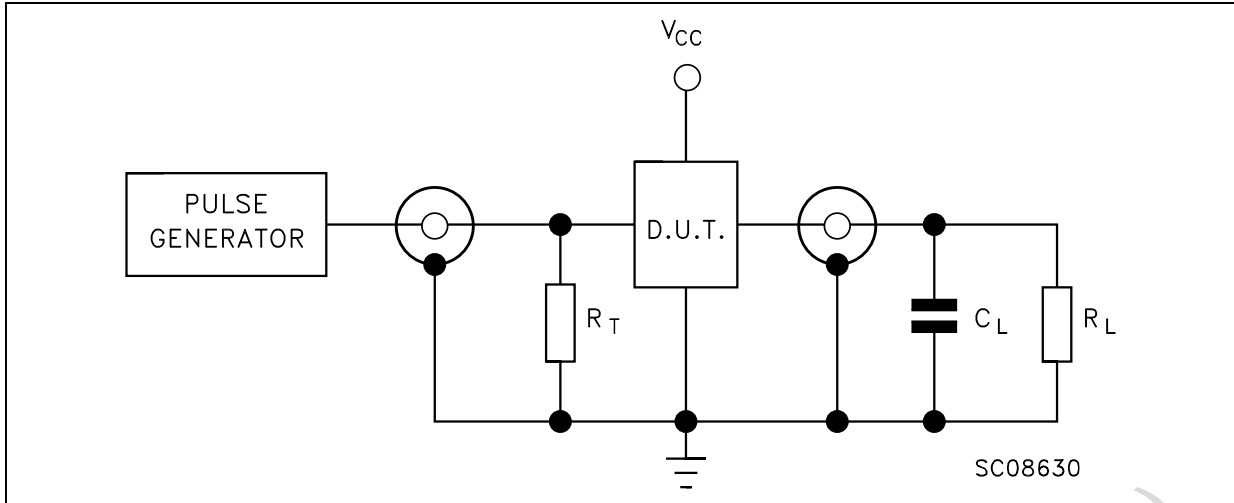 VCC
PULSE
GENERATOR
D.U.T.
RT
CL
RL
SC08630